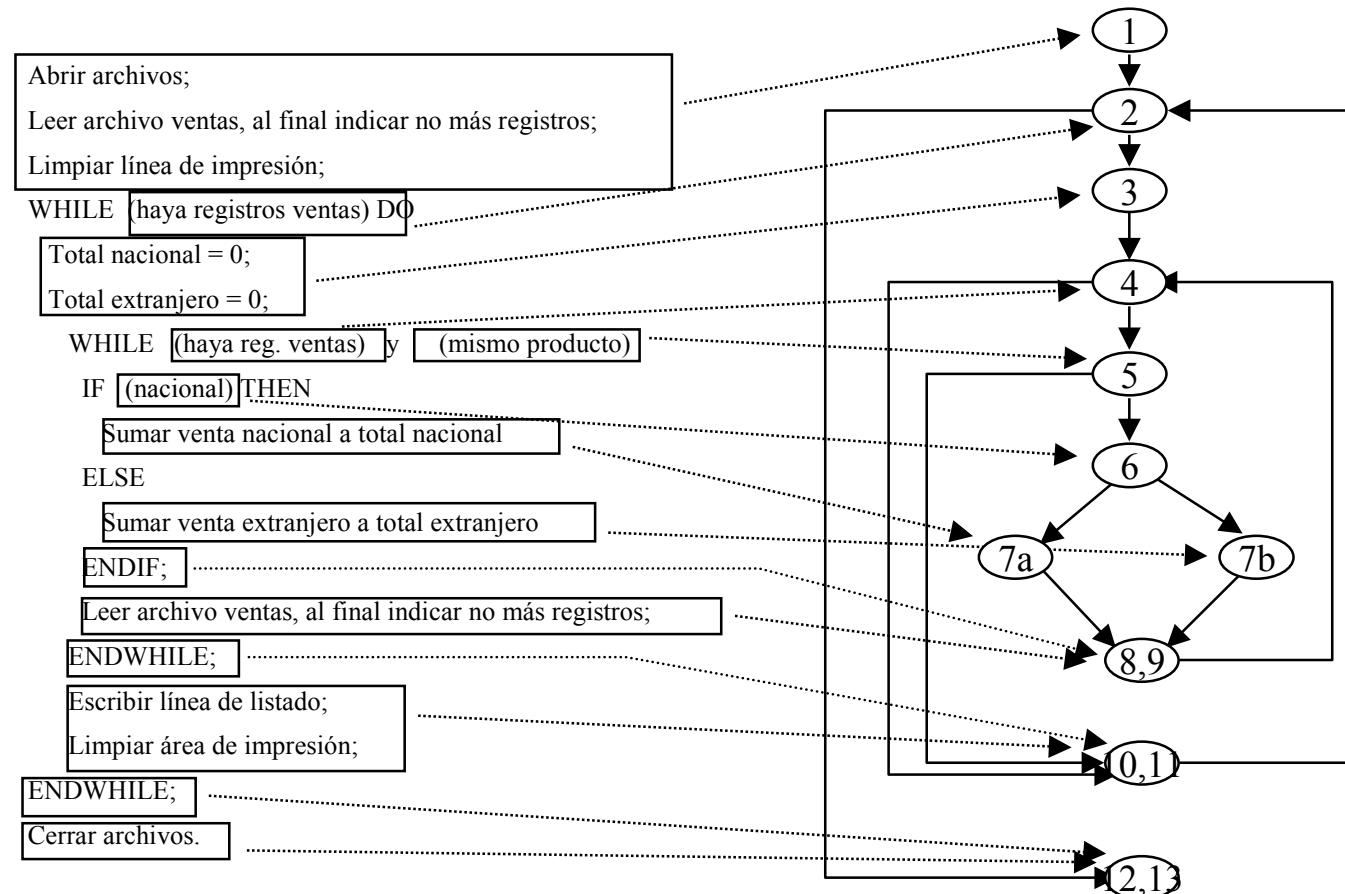 Abrir archivos;
Leer archivo ventas, al final indicar no más registros;
Limpiar línea de impresión;
WHILE (haya registros ventas) DO
Total nacional = 0;
Total extranjero = 0;
WHILE (haya reg. ventas) y (mismo producto)
IF (nacional) THEN
Sumar venta nacional a total nacional
ELSE
Sumar venta extranjero a total extranjero
ENDIF;
Leer archivo ventas, al final indicar no más registros;
ENDWHILE;
Escribir línea de listado;
Limpiar área de impresión;
ENDWHILE;
Cerrar archivos.
1
2
3
4
5
6
7a 7b
8,9
10,11
12,13